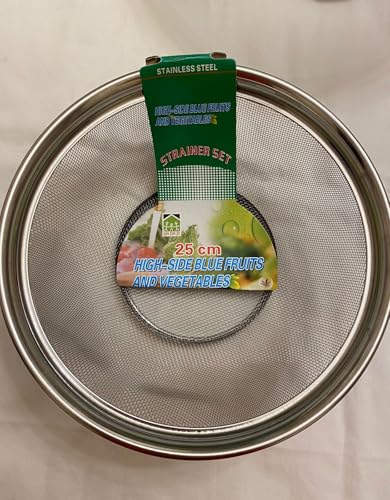 STAINLESS STEEL
HIGH-SIDE BLUE FRUITS
AND VEGETABLES
STRAINER SET
25 cm
HIGH-SIDE BLUE FRUITS
AND VEGETABLES